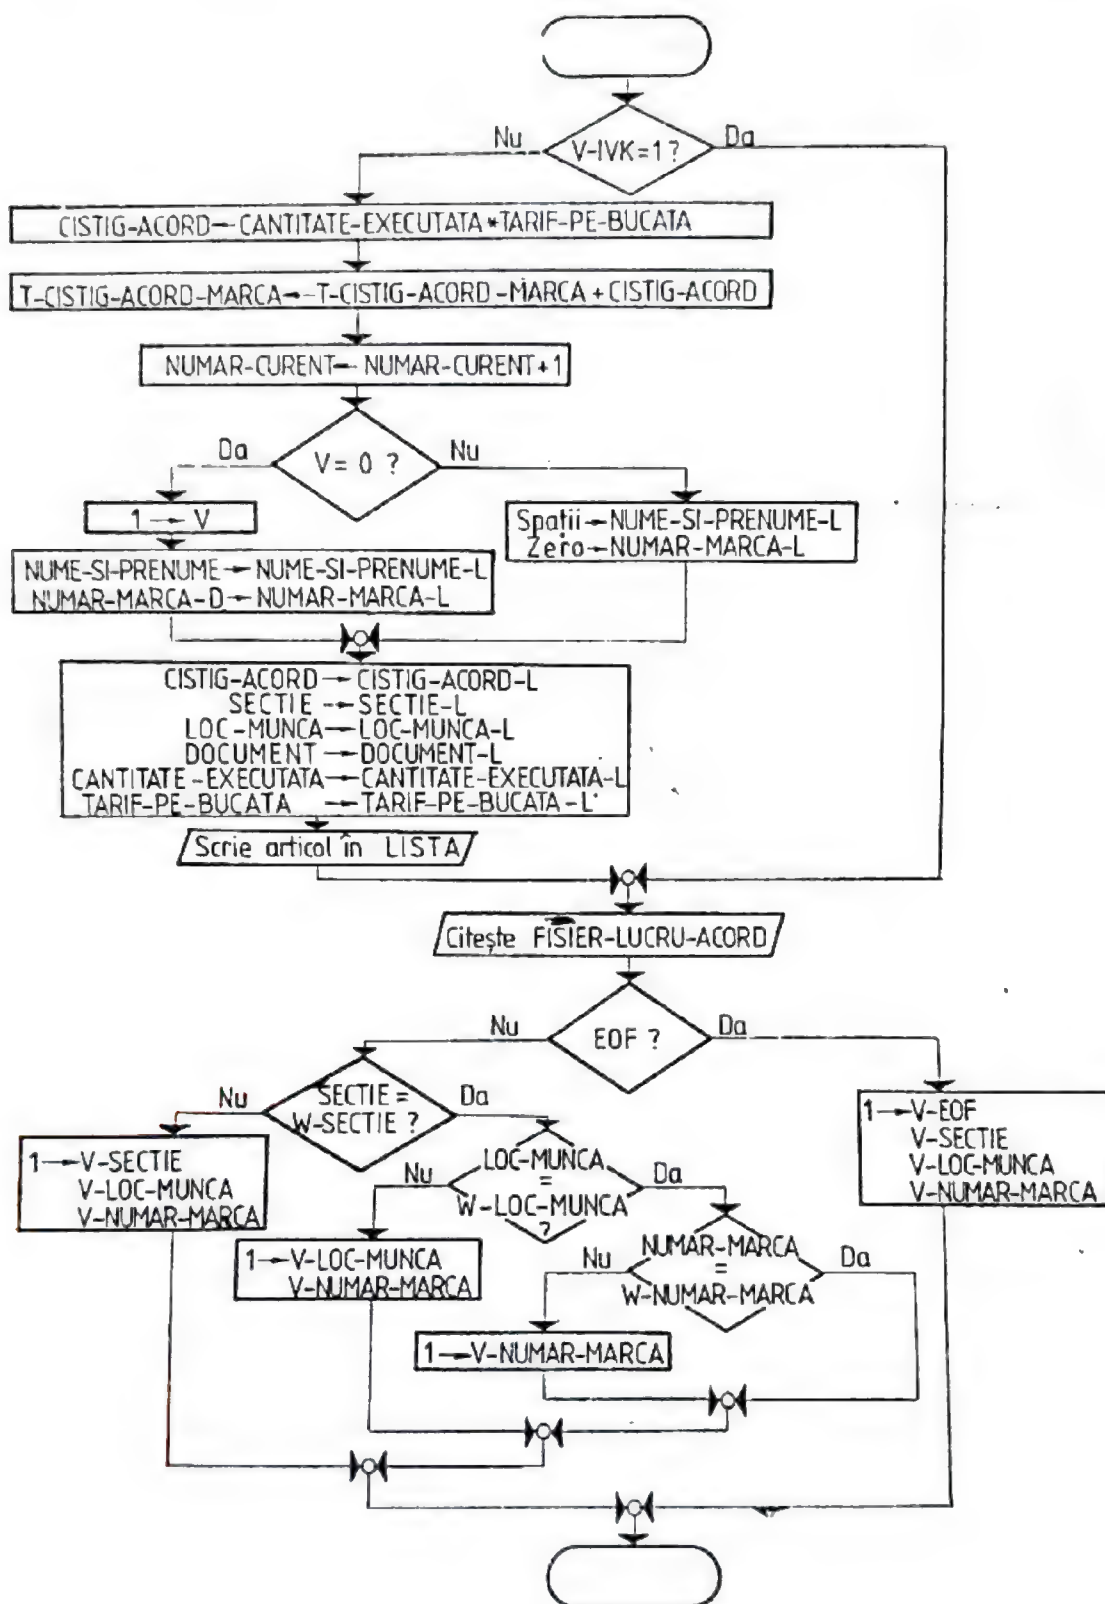 Nu
V-IVK=1 ?
Da
CISTIG-ACORD←CANTITATE-EXECUTATA*TARIF-PE-BUCATA
T-CISTIG-ACORD-MARCA←T-CISTIG-ACORD-MARCA+CISTIG-ACORD
NUMAR-CURENT←NUMAR-CURENT+1
Da
V= 0 ?
Nu
1→V
Spații→NUME-SI-PRENUME-L
Zero→NUMAR-MARCA-L
NUME-SI-PRENUME→NUME-SI-PRENUME-L
NUMAR-MARCA-D→NUMAR-MARCA-L
CISTIG-ACORD→CISTIG-ACORD-L
SECTIE→SECTIE-L
LOC-MUNCA→LOC-MUNCA-L
DOCUMENT→DOCUMENT-L
CANTITATE-EXECUTATA→CANTITATE-EXECUTATA-L
TARIF-PE-BUCATA→TARIF-PE-BUCATA-L
Scrie articol în LISTA
Citește FISIER-LUCRU-ACORD
Nu
EOF ?
Da
Nu
SECTIE =
W-SECTIE ?
Da
1→V-EOF
V-SECTIE
V-LOC-MUNCA
V-NUMAR-MARCA
1→V-SECTIE
V-LOC-MUNCA
V-NUMAR-MARCA
Nu
LOC-MUNCA
=
W-LOC-MUNCA
?
Da
1→V-LOC-MUNCA
V-NUMAR-MARCA
Nu
NUMAR-MARCA
=
W-NUMAR-MARCA
Da
1→V-NUMAR-MARCA